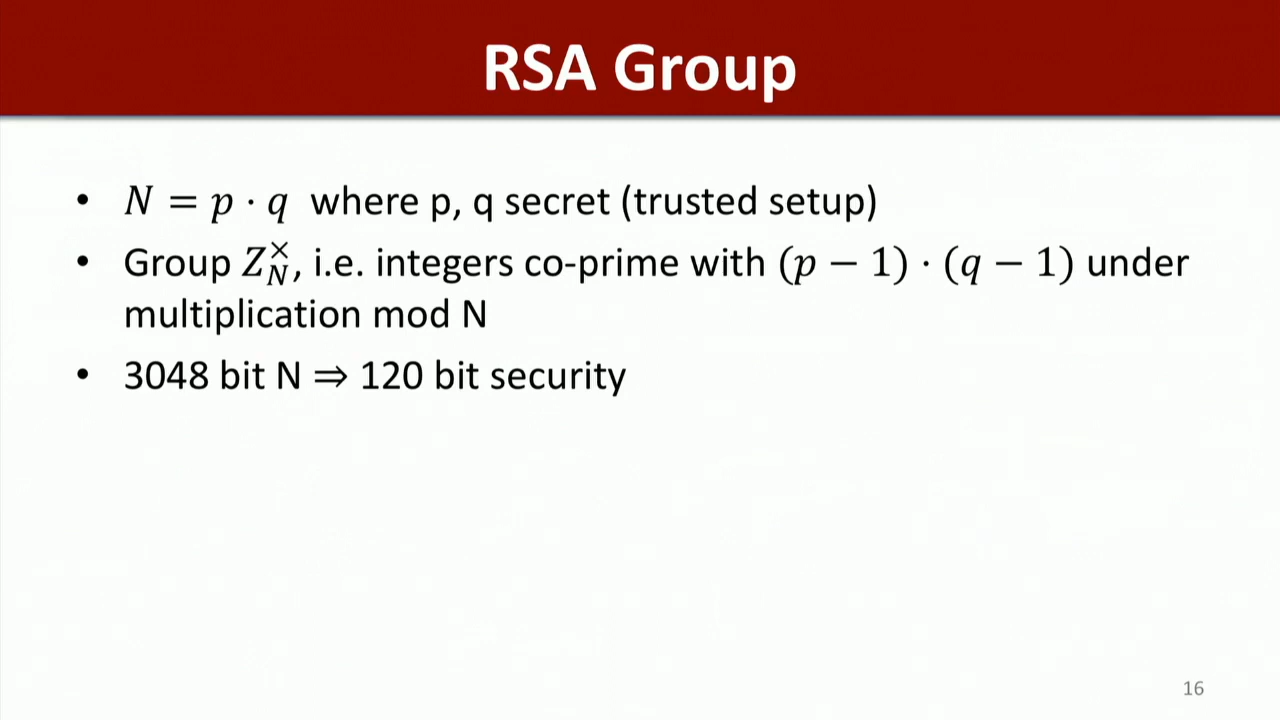 RSA Group
• N = p · q where p, q secret (trusted setup)
• Group Z_N^×, i.e. integers co-prime with (p − 1) · (q − 1) under
multiplication mod N
• 3048 bit N ⇒ 120 bit security
16